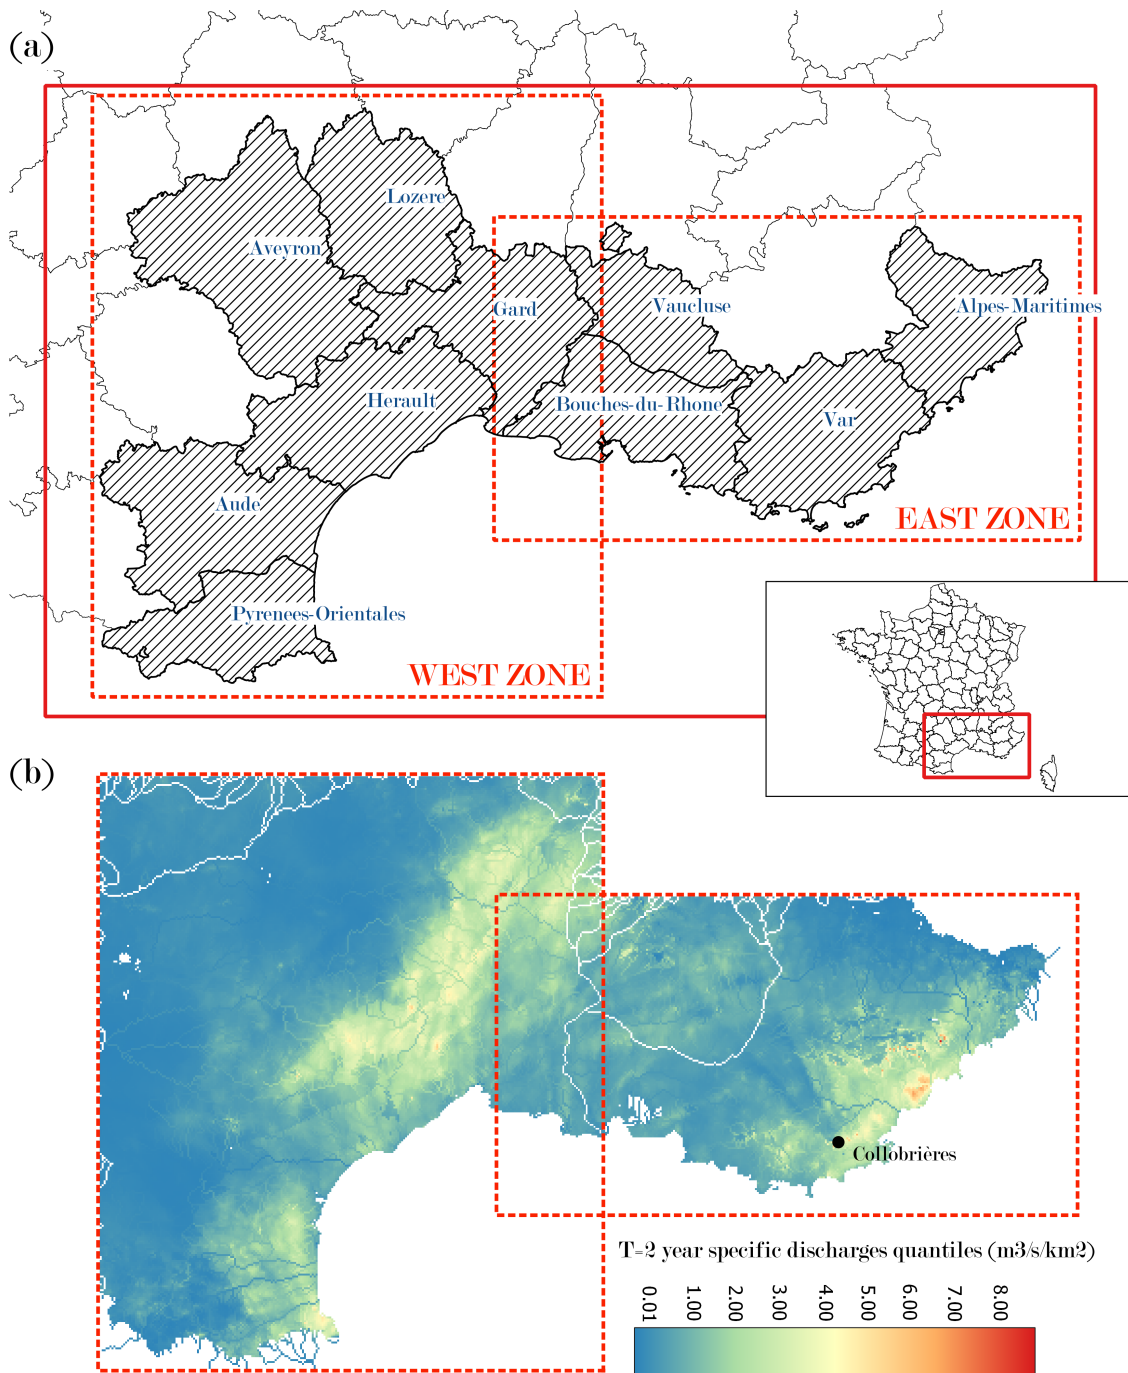 (a)
Lozere
Aveyron
Gard
Vaucluse
Alpes-Maritimes
Herault
Bouches-du-Rhone
Var
Aude
EAST ZONE
Pyrenees-Orientales
WEST ZONE
(b)
Collobrières
T=2 year specific discharges quantiles (m3/s/km2)
0.01 1.00 2.00 3.00 4.00 5.00 6.00 7.00 8.00